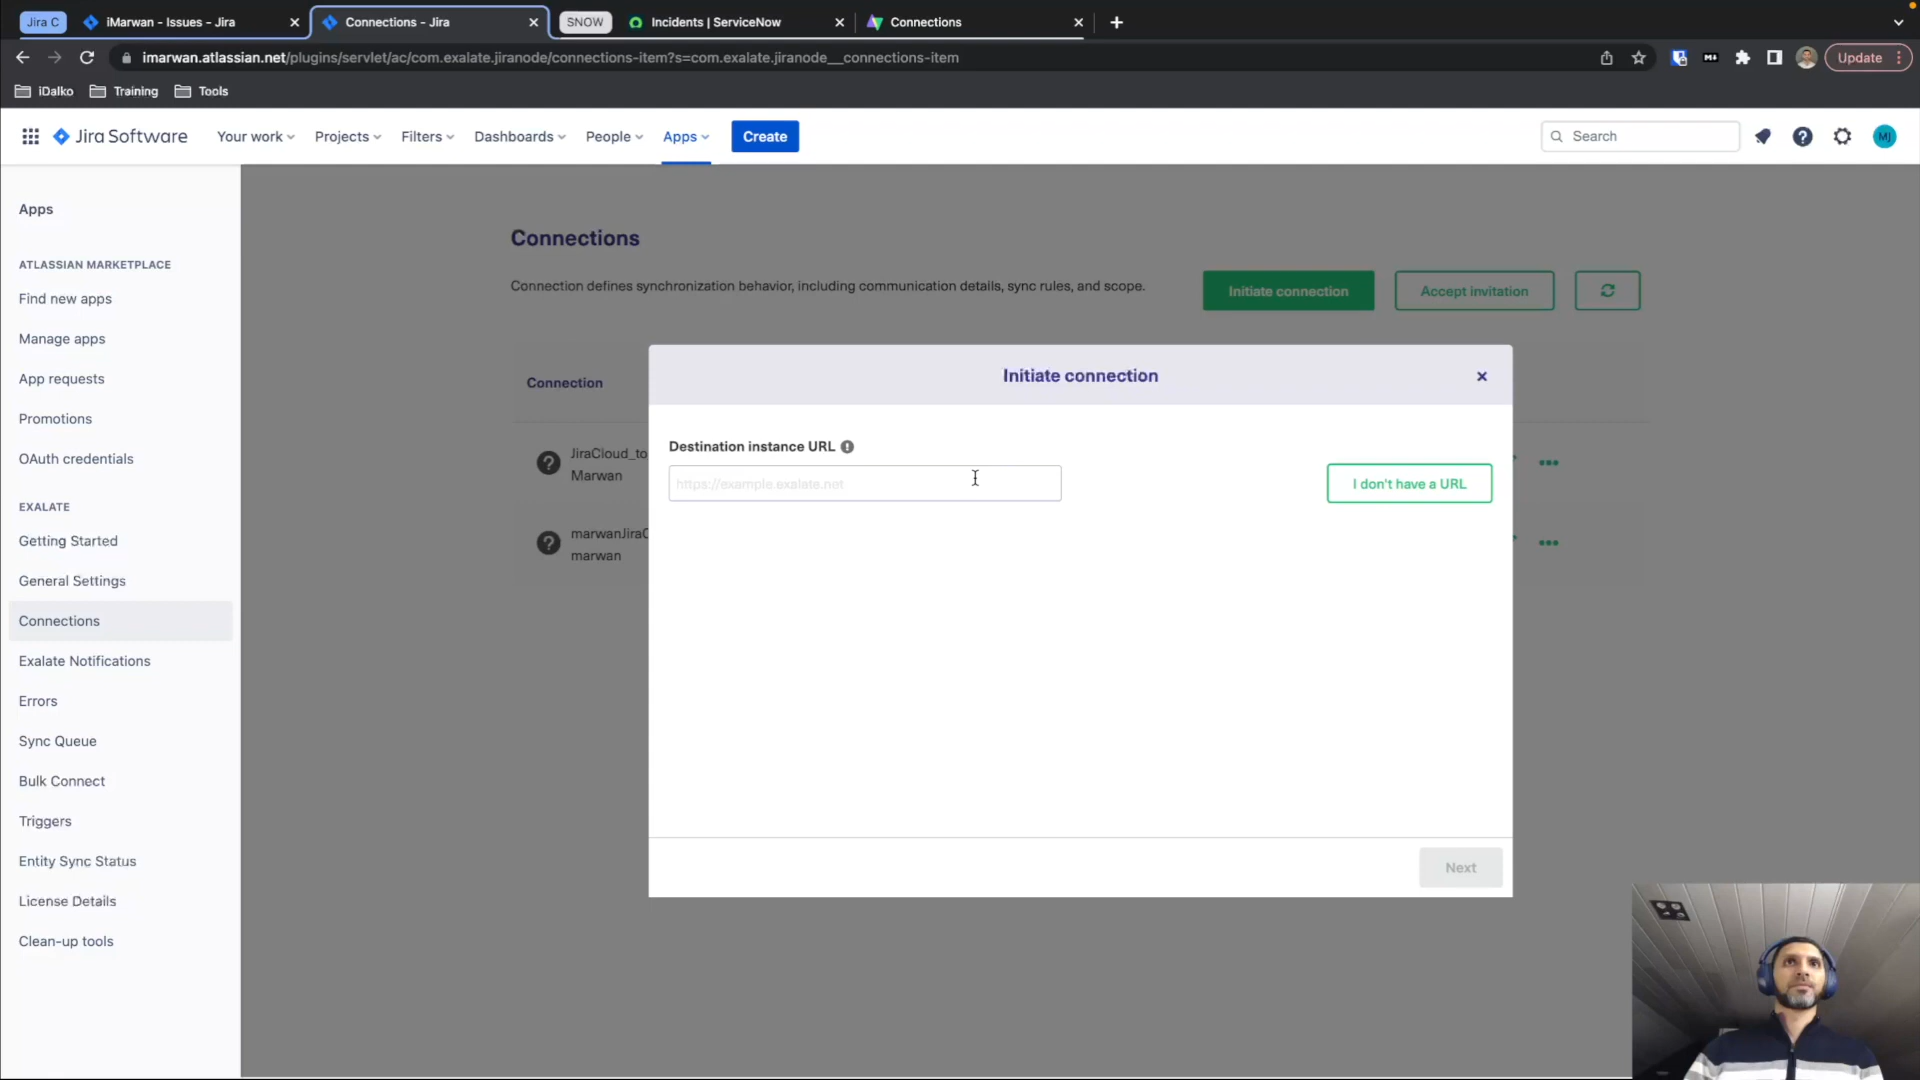 Jira C
iMarwan - Issues - Jira
Connections - Jira
SNOW
Incidents | ServiceNow
Connections
imarwan.atlassian.net/plugins/servlet/ac/com.exalate.jiranode/connections-item?s=com.exalate.jiranode__connections-item
Update
iDalko
Training
Tools
Jira Software
Your work
Projects
Filters
Dashboards
People
Apps
Create
Search
MJ
Apps
ATLASSIAN MARKETPLACE
Find new apps
Manage apps
App requests
Promotions
OAuth credentials
EXALATE
Getting Started
General Settings
Connections
Exalate Notifications
Errors
Sync Queue
Bulk Connect
Triggers
Entity Sync Status
License Details
Clean-up tools
Connections
Connection defines synchronization behavior, including communication details, sync rules, and scope.
Initiate connection
Accept invitation
Connection
JiraCloud_to
Marwan
marwanJiraC
marwan
Initiate connection
Destination instance URL
https://example.exalate.net
I don't have a URL
Next